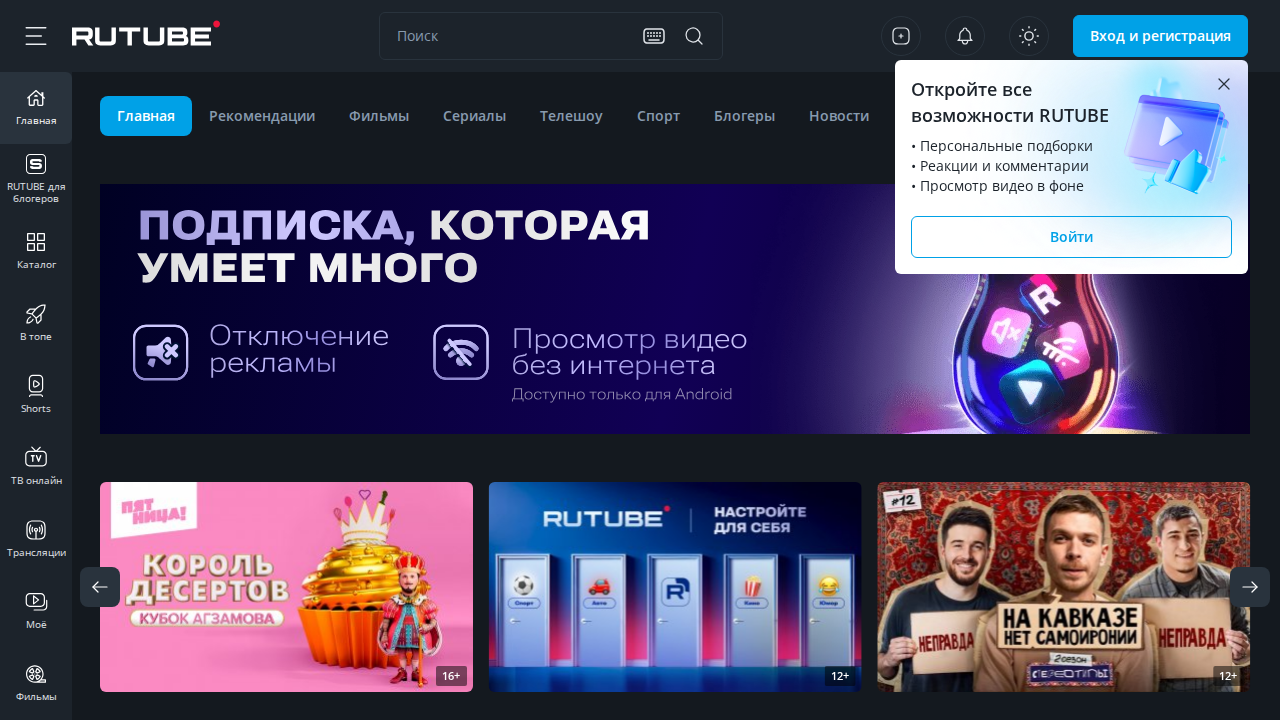 RUTUBE
Поиск
Вход и регистрация
Главная
RUTUBE для
блогеров
Каталог
В топе
Shorts
ТВ онлайн
Трансляции
Моё
Фильмы
Главная
Рекомендации
Фильмы
Сериалы
Телешоу
Спорт
Блогеры
Новости
Откройте все
возможности RUTUBE
• Персональные подборки
• Реакции и комментарии
• Просмотр видео в фоне
Войти
ПОДПИСКА, КОТОРАЯ
УМЕЕТ МНОГО
Отключение
рекламы
Просмотр видео
без интернета
Доступно только для Android
ПЯТ
НИЦА!
КОРОЛЬ
ДЕСЕРТОВ
КУБОК АГЗАМОВА
16+
RUTUBE
НАСТРОЙТЕ
ДЛЯ СЕБЯ
Спорт
Авто
Кино
Юмор
12+
#12
НЕПРАВДА
НА КАВКАЗЕ
НЕТ САМОИРОНИИ
НЕПРАВДА
2 сезон
СТЕРЕОТИПЫ
12+